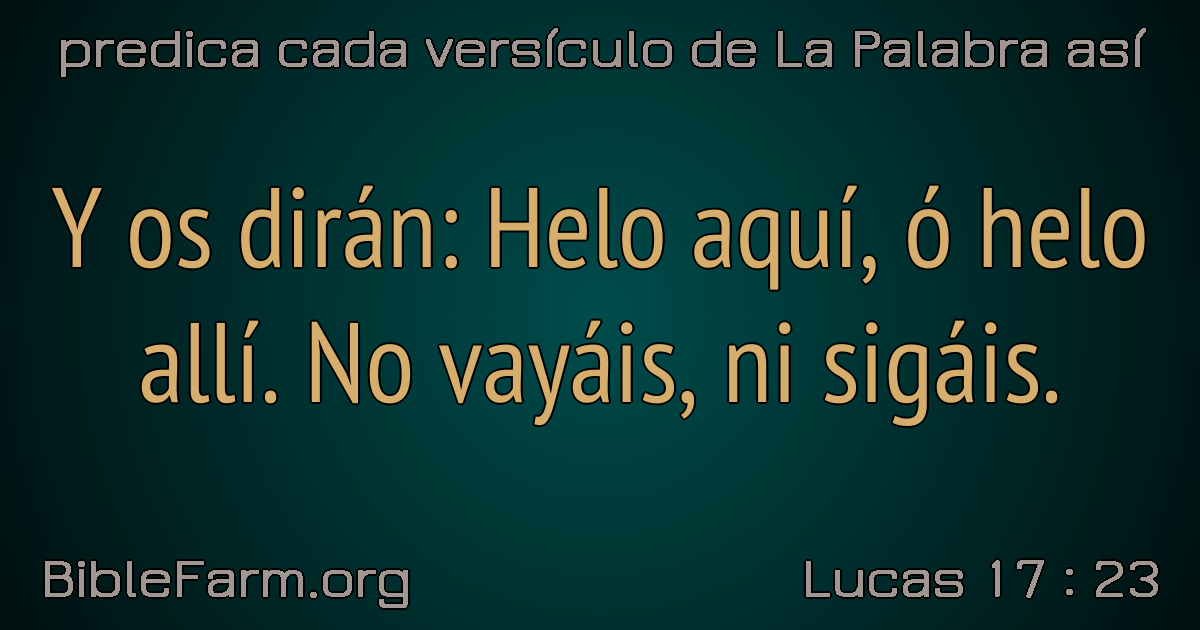 predica cada versículo de La Palabra así
Y os dirán: Helo aquí, ó helo
allí. No vayáis, ni sigáis.
BibleFarm.org
Lucas 17 : 23